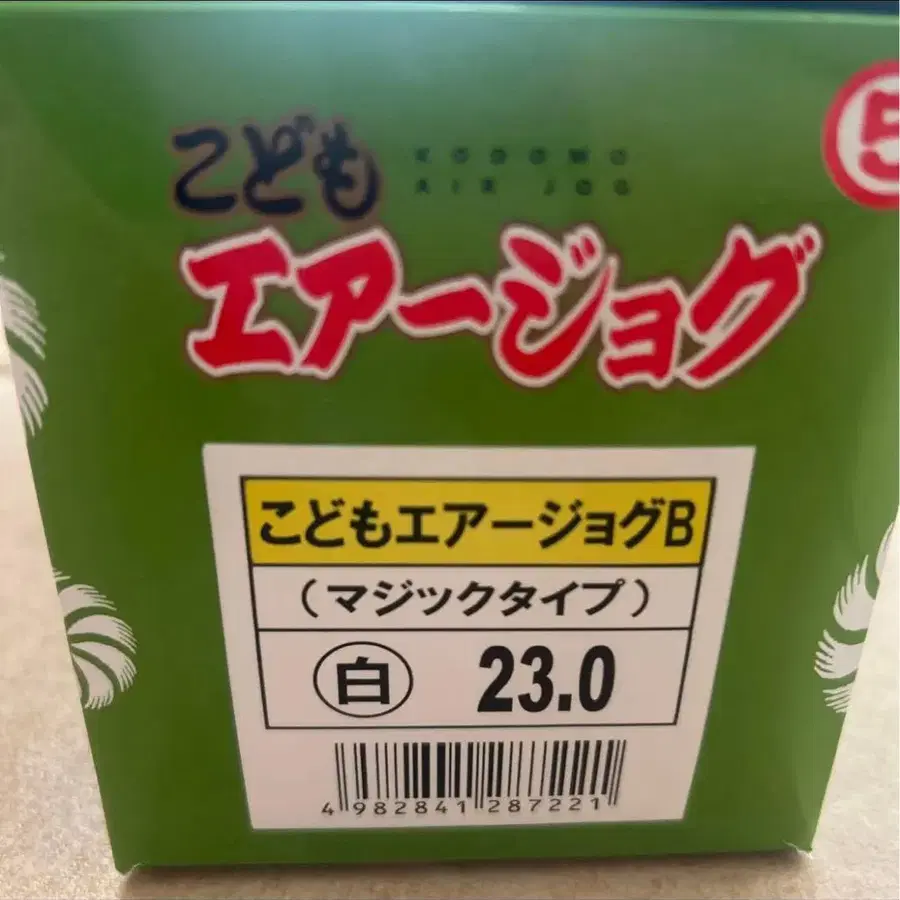 こども
KODOMO
AIR JOG
5
エアージョグ
こどもエアージョグB
(マジックタイプ)
白 23.0
4982841287221